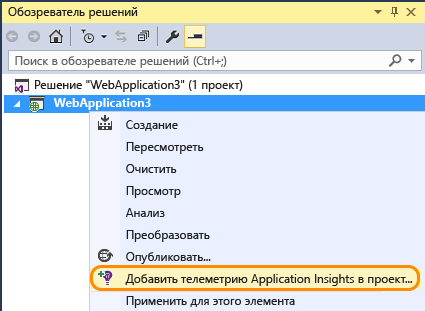 Обозреватель решений
Поиск в обозревателе решений (Ctrl+;)
Решение "WebApplication3" (1 проект)
WebApplication3
Создание
Пересмотреть
Очистить
Просмотр
Анализ
Преобразовать
Опубликовать...
Добавить телеметрию Application Insights в проект...
Применить для этого элемента